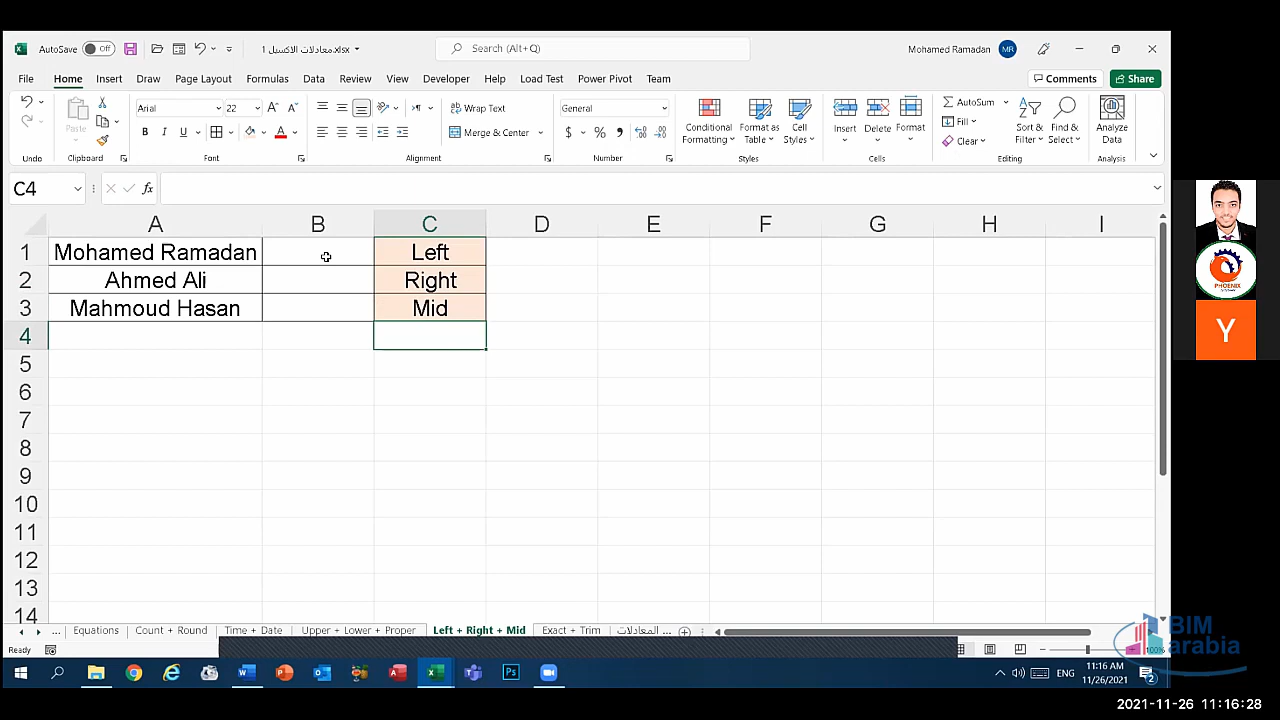 AutoSave Off
معادلات الاكسيل 1.xlsx
Search (Alt+Q)
Mohamed Ramadan MR
File Home Insert Draw Page Layout Formulas Data Review View Developer Help Load Test Power Pivot Team
Comments Share
Paste
Arial 22
B I U
Wrap Text
Merge & Center
General
$ % 9
Conditional Formatting
Format as Table
Cell Styles
Insert Delete Format
AutoSum
Fill
Clear
Sort & Filter
Find & Select
Analyze Data
Undo Clipboard Font Alignment Number Styles Cells Editing Analysis
C4 fx
A B C D E F G H I
1 Mohamed Ramadan Left
2 Ahmed Ali Right
3 Mahmoud Hasan Mid
4
5
6
7
8
9
10
11
12
13
14
Y
PHOENIX
... Equations Count + Round Time + Date Upper + Lower + Proper Left + Right + Mid Exact + Trim المعادلات ...
Ready 100%
BIM
arabia
ENG 11:16 AM
11/26/2021
2
2021-11-26 11:16:28